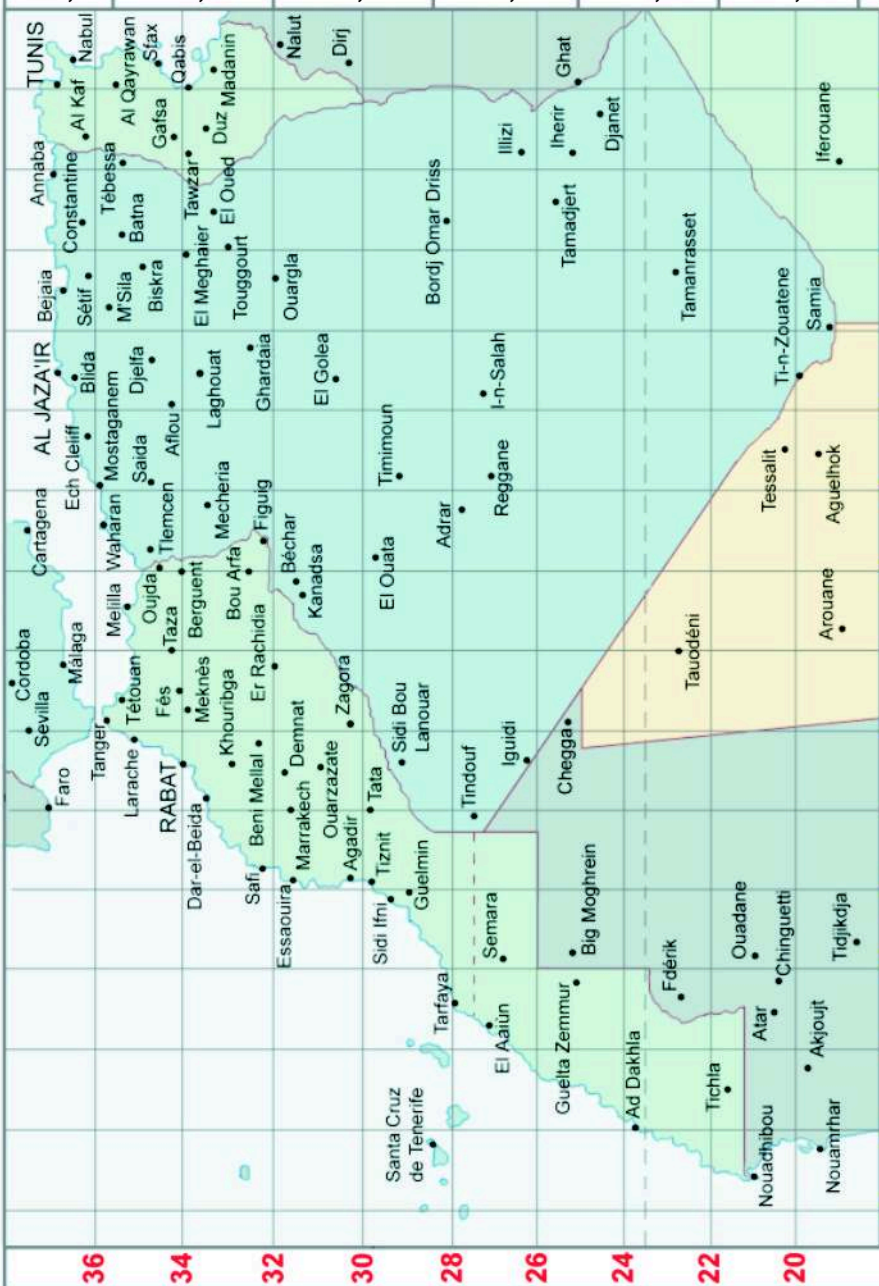 TUNIS
Nabul
Al Kaf
Al Qayrawan
Sfax
Qabis
Gafsa
Madanin
Duz
Nalut
Dirj
Ghat
Annaba
Constantine
Tébessa
Batna
Tawzar
El Oued
Illizi
Iherir
Djanet
Iferouane
Bejaia
Sétif
M'Sila
Biskra
El Meghaier
Touggourt
Ouargla
Bordj Omar Driss
Tamadjert
Tamanrasset
AL JAZA'IR
Blida
Djelfa
Laghouat
Ghardaia
El Golea
I-n-Salah
Ti-n-Zouatene
Samia
Ech Cleliff
Mostaganem
Saida
Aflou
Timimoun
Reggane
Tessalit
Aguelhok
Cartagena
Waharan
Tlemcen
Mecheria
Figuig
Adrar
Melilla
Oujda
Taza
Berguent
Bou Arfa
Béchar
Kanadsa
El Ouata
Cordoba
Sevilla
Málaga
Tétouan
Fés
Meknès
Khouribga
Er Rachidia
Zagora
Tauodéni
Arouane
Tanger
Larache
RABAT
Beni Mellal
Demnat
Sidi Bou
Lanouar
Iguidi
Chegga
Faro
Dar-el-Beida
Marrakech
Ouarzazate
Tata
Tindouf
Safi
Essaouira
Agadir
Tiznit
Sidi Ifni
Guelmin
Semara
Big Moghrein
Ouadane
Chinguetti
Tidjikdja
Tarfaya
El Aaiùn
Guelta Zemmur
Fdérik
Atar
Akjoujt
Santa Cruz
de Tenerife
Ad Dakhla
Tichla
Nouadhibou
Nouamrhar
36
34
32
30
28
26
24
22
20